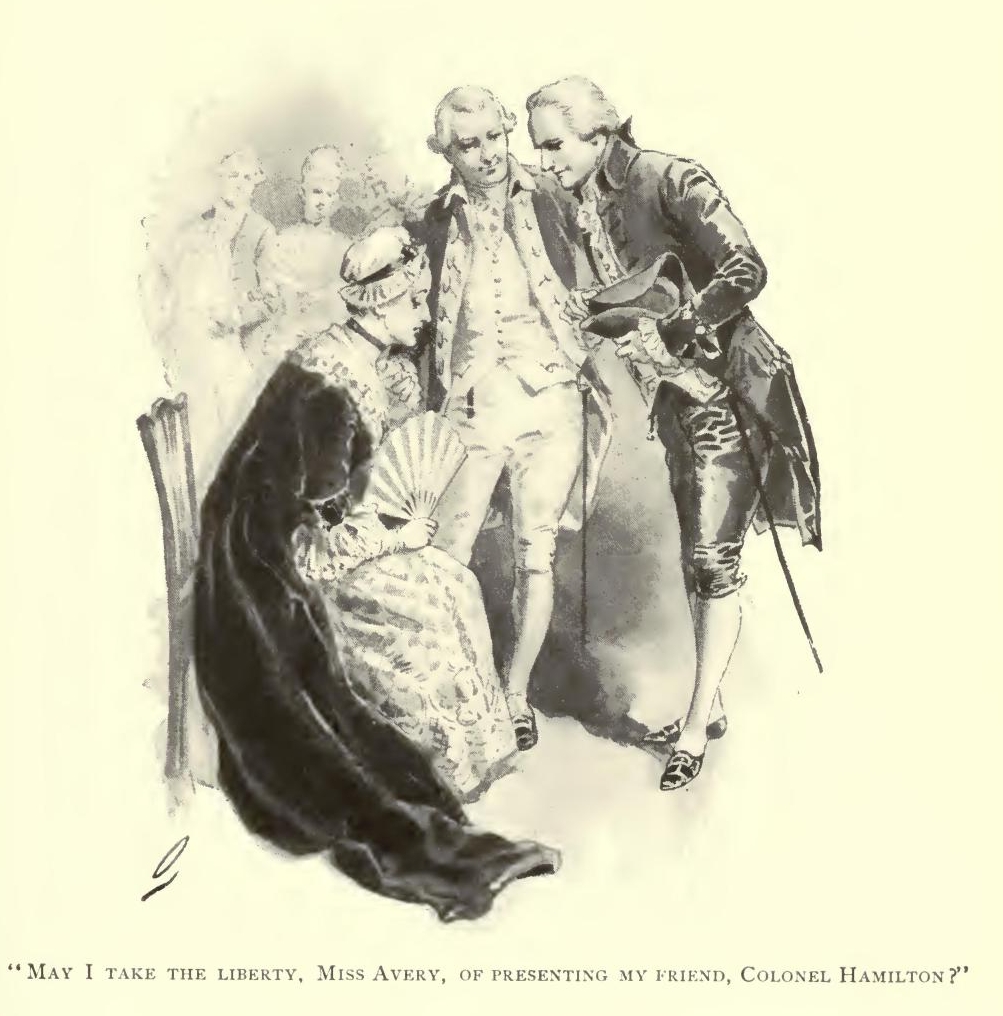 “MAY I TAKE THE LIBERTY, MISS AVERY, OF PRESENTING MY FRIEND, COLONEL HAMILTON?”